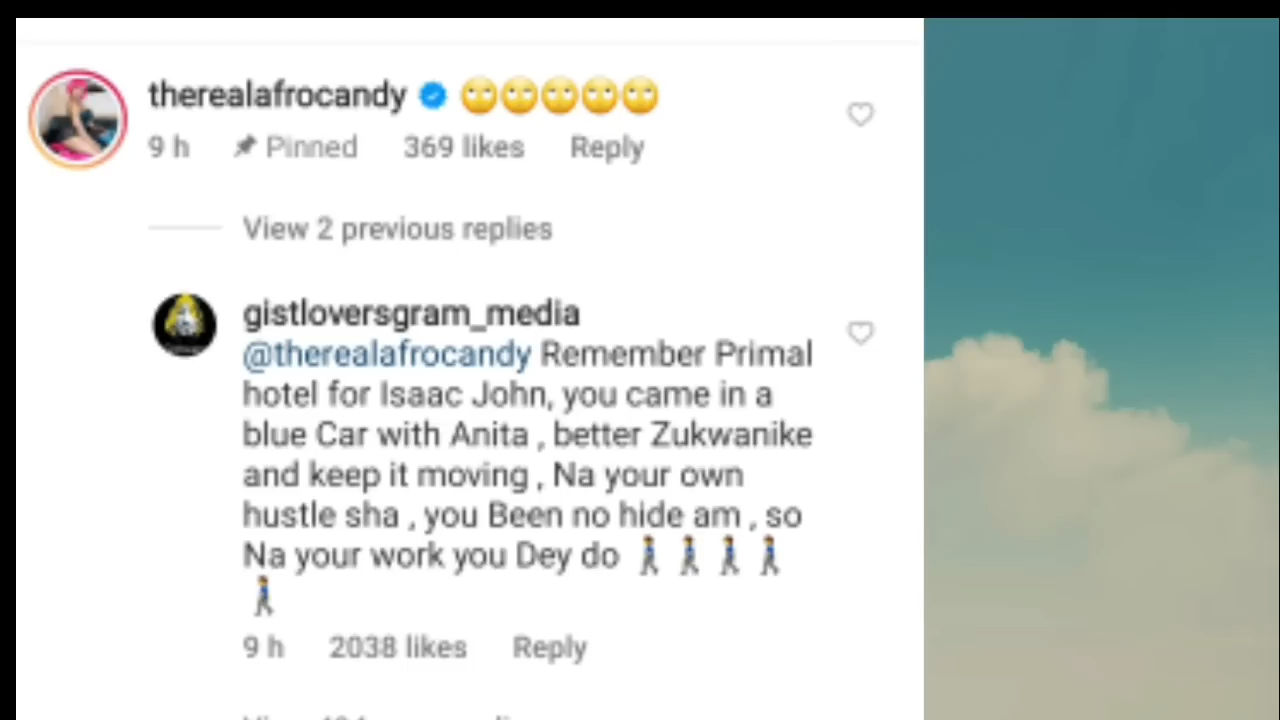 therealafrocandy 🙄🙄🙄🙄🙄
9 h Pinned 369 likes Reply
View 2 previous replies
gistloversgram_media
@therealafrocandy Remember Primal
hotel for Isaac John, you came in a
blue Car with Anita , better Zukwanike
and keep it moving , Na your own
hustle sha , you Been no hide am , so
Na your work you Dey do 🚶‍♂️🚶‍♂️🚶‍♂️🚶‍♂️
🚶‍♂️
9 h 2038 likes Reply